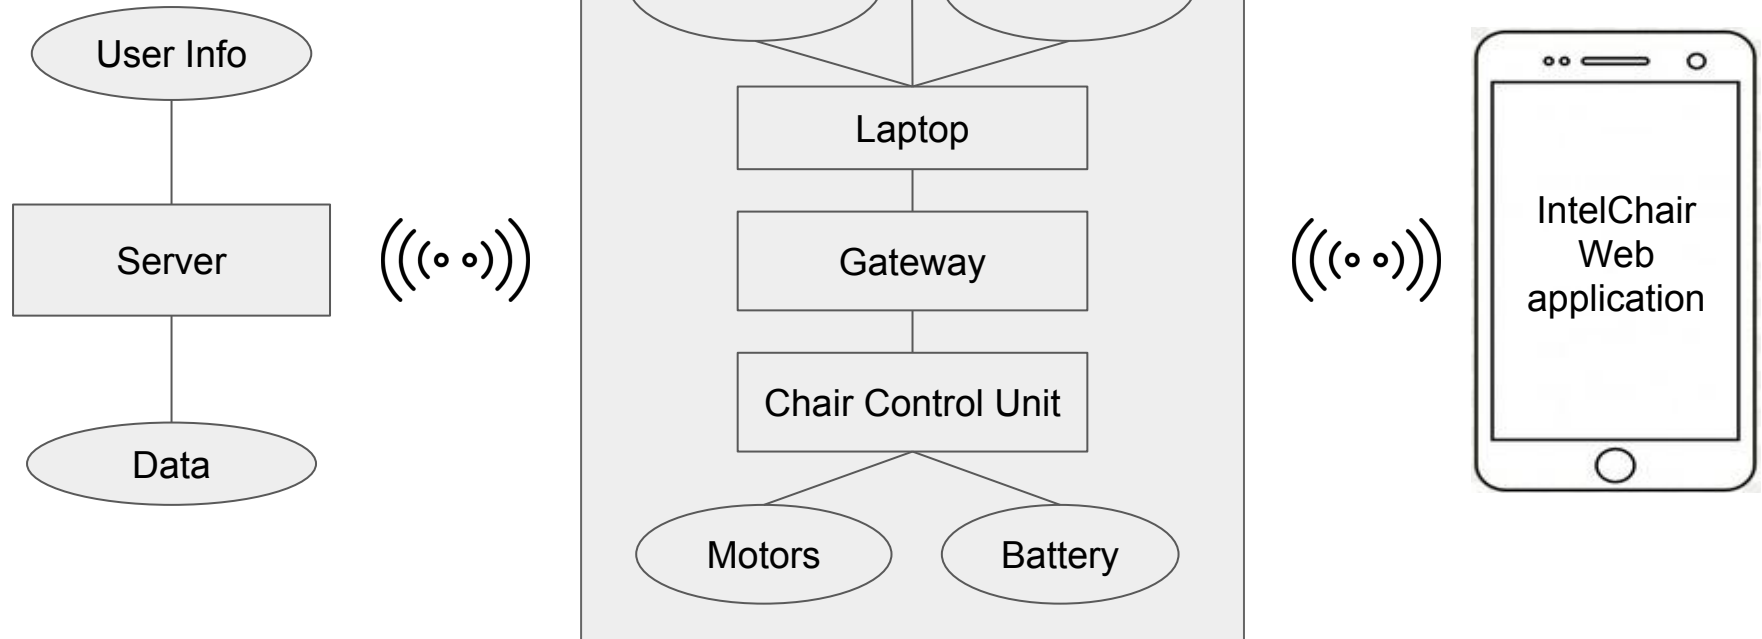 User Info
Server
Data
Laptop
Gateway
Chair Control Unit
Motors
Battery
IntelChair
Web
application